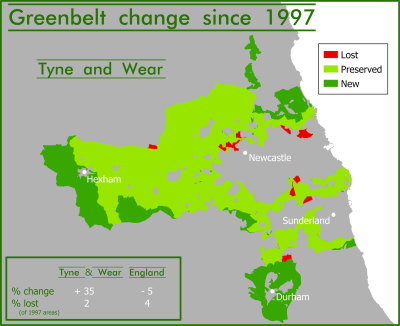 Greenbelt change since 1997
Tyne and Wear
Lost
Preserved
New
Newcastle
Hexham
Sunderland
Durham
Tyne & Wear England
% change + 35 - 5
% lost 2 4
(of 1997 areas)